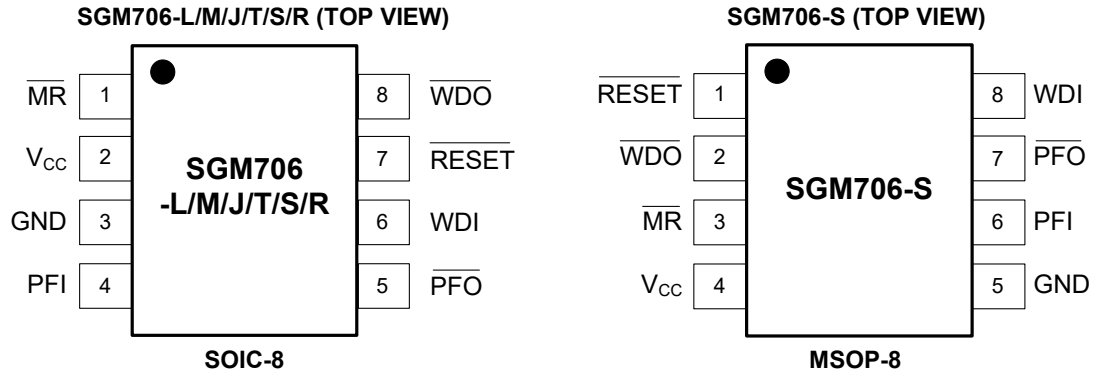 SGM706-L/M/J/T/S/R (TOP VIEW)
MR 1
VCC 2
GND 3
PFI 4
SGM706
-L/M/J/T/S/R
8 WDO
7 RESET
6 WDI
5 PFO
SOIC-8
SGM706-S (TOP VIEW)
RESET 1
WDO 2
MR 3
VCC 4
SGM706-S
8 WDI
7 PFO
6 PFI
5 GND
MSOP-8